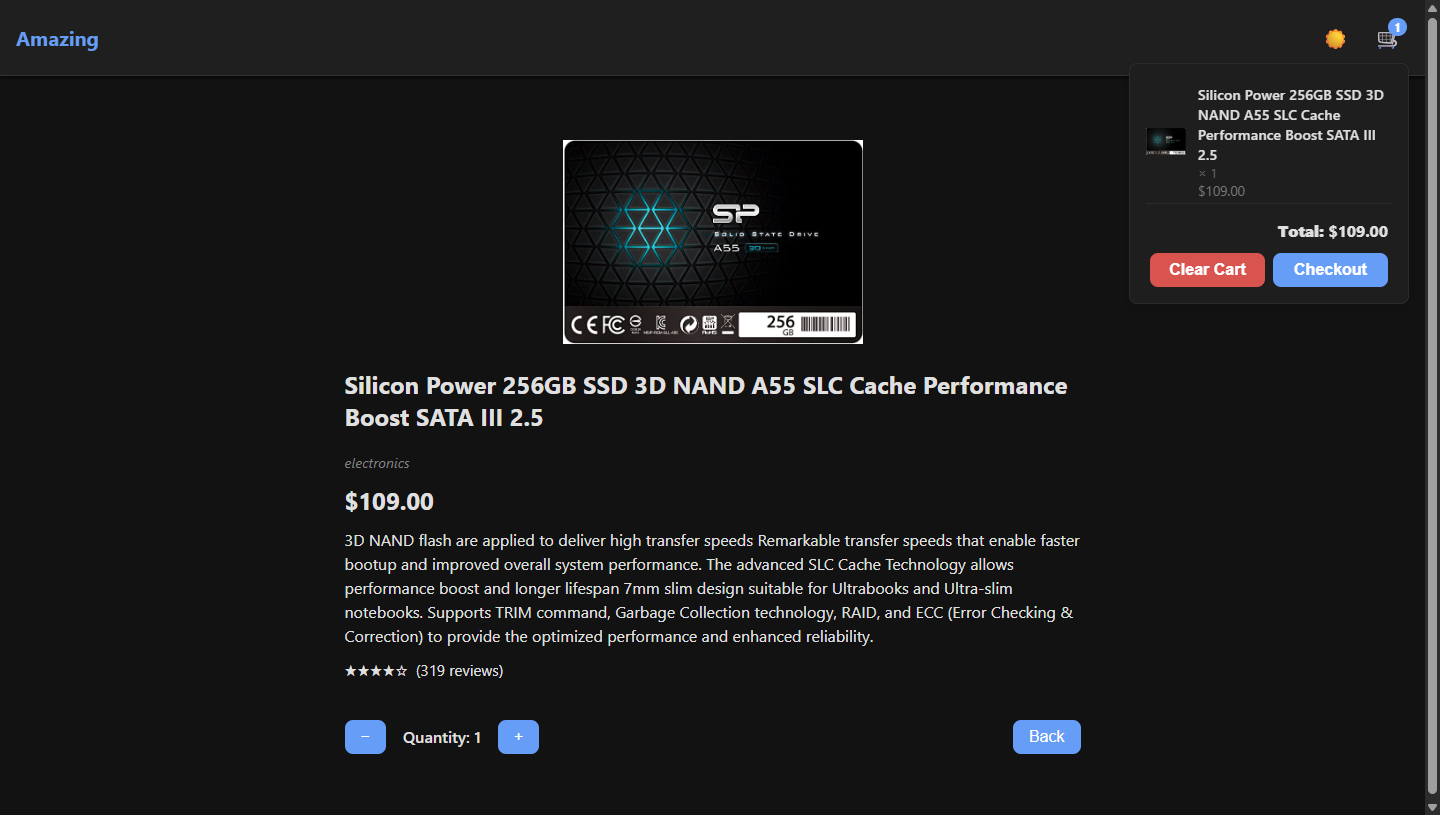 Amazing
1
Silicon Power 256GB SSD 3D
NAND A55 SLC Cache
Performance Boost SATA III
2.5
× 1
$109.00
Total: $109.00
Clear Cart
Checkout
SP
SOLID STATE DRIVE
A55
256
GB
Silicon Power 256GB SSD 3D NAND A55 SLC Cache Performance
Boost SATA III 2.5
electronics
$109.00
3D NAND flash are applied to deliver high transfer speeds Remarkable transfer speeds that enable faster
bootup and improved overall system performance. The advanced SLC Cache Technology allows
performance boost and longer lifespan 7mm slim design suitable for Ultrabooks and Ultra-slim
notebooks. Supports TRIM command, Garbage Collection technology, RAID, and ECC (Error Checking &
Correction) to provide the optimized performance and enhanced reliability.
★★★★☆ (319 reviews)
− Quantity: 1 +
Back